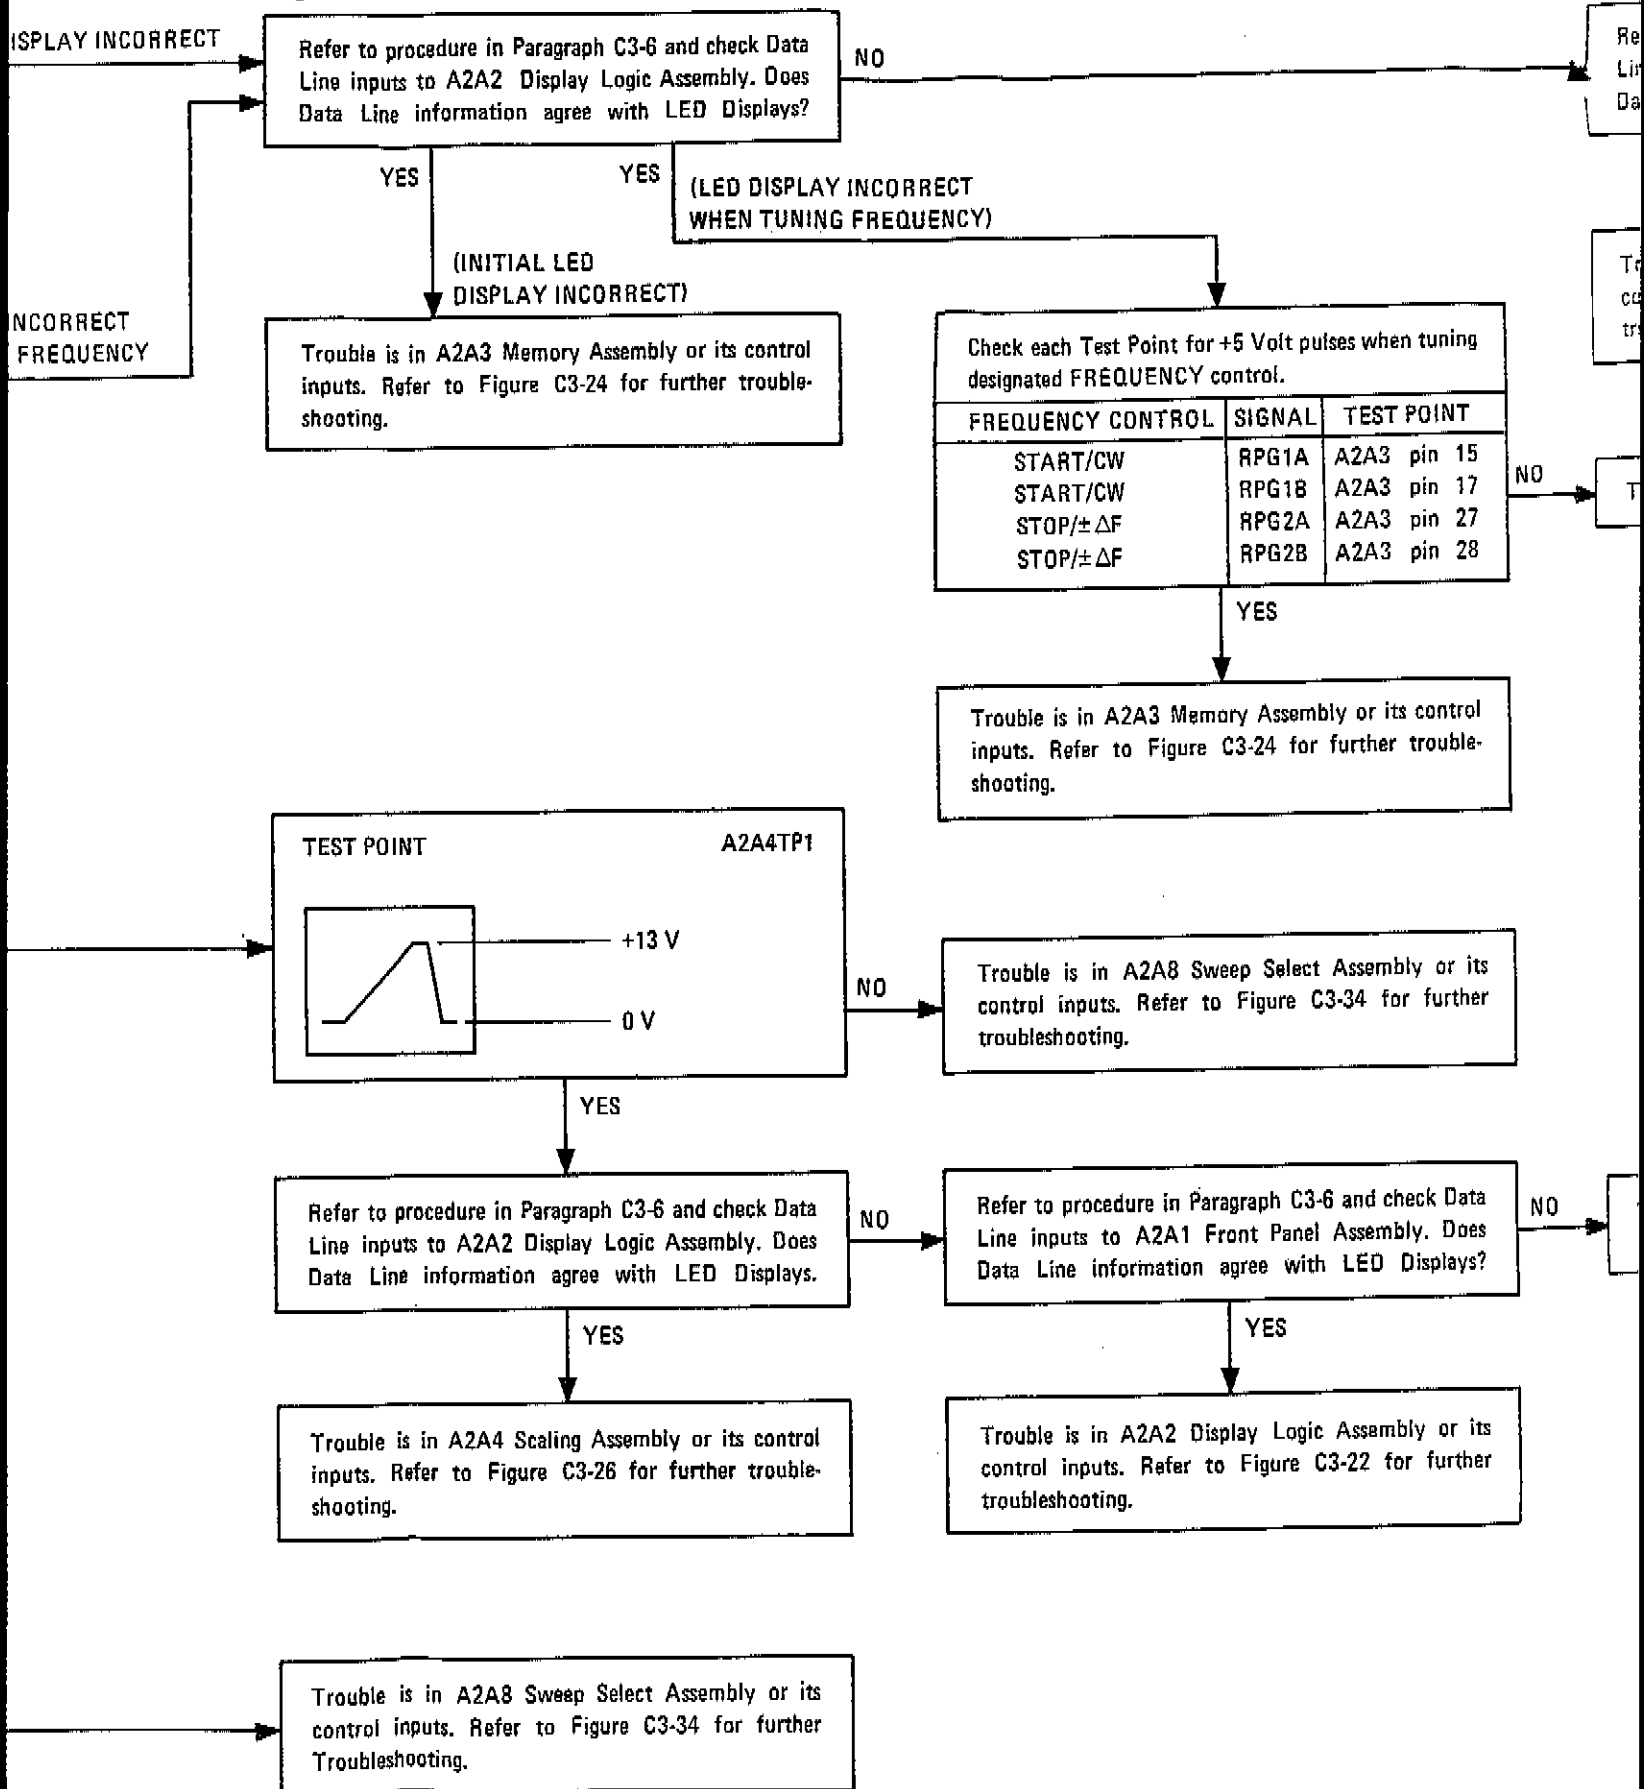 ISPLAY INCORRECT
Refer to procedure in Paragraph C3-6 and check Data
Line inputs to A2A2 Display Logic Assembly. Does
Data Line information agree with LED Displays?
NO
Re
Lin
Da
YES
YES
(LED DISPLAY INCORRECT
WHEN TUNING FREQUENCY)
(INITIAL LED
DISPLAY INCORRECT)
NCORRECT
FREQUENCY
Trouble is in A2A3 Memory Assembly or its control
inputs. Refer to Figure C3-24 for further trouble-
shooting.
Check each Test Point for +5 Volt pulses when tuning
designated FREQUENCY control.
FREQUENCY CONTROL SIGNAL TEST POINT
START/CW RPG1A A2A3 pin 15
START/CW RPG1B A2A3 pin 17
STOP/±ΔF RPG2A A2A3 pin 27
STOP/±ΔF RPG2B A2A3 pin 28
NO
T
YES
Trouble is in A2A3 Memory Assembly or its control
inputs. Refer to Figure C3-24 for further trouble-
shooting.
TEST POINT A2A4TP1
+13 V
0 V
NO
Trouble is in A2A8 Sweep Select Assembly or its
control inputs. Refer to Figure C3-34 for further
troubleshooting.
YES
Refer to procedure in Paragraph C3-6 and check Data
Line inputs to A2A2 Display Logic Assembly. Does
Data Line information agree with LED Displays.
NO
Refer to procedure in Paragraph C3-6 and check Data
Line inputs to A2A1 Front Panel Assembly. Does
Data Line information agree with LED Displays?
NO
YES
YES
Trouble is in A2A4 Scaling Assembly or its control
inputs. Refer to Figure C3-26 for further trouble-
shooting.
Trouble is in A2A2 Display Logic Assembly or its
control inputs. Refer to Figure C3-22 for further
troubleshooting.
Trouble is in A2A8 Sweep Select Assembly or its
control inputs. Refer to Figure C3-34 for further
Troubleshooting.